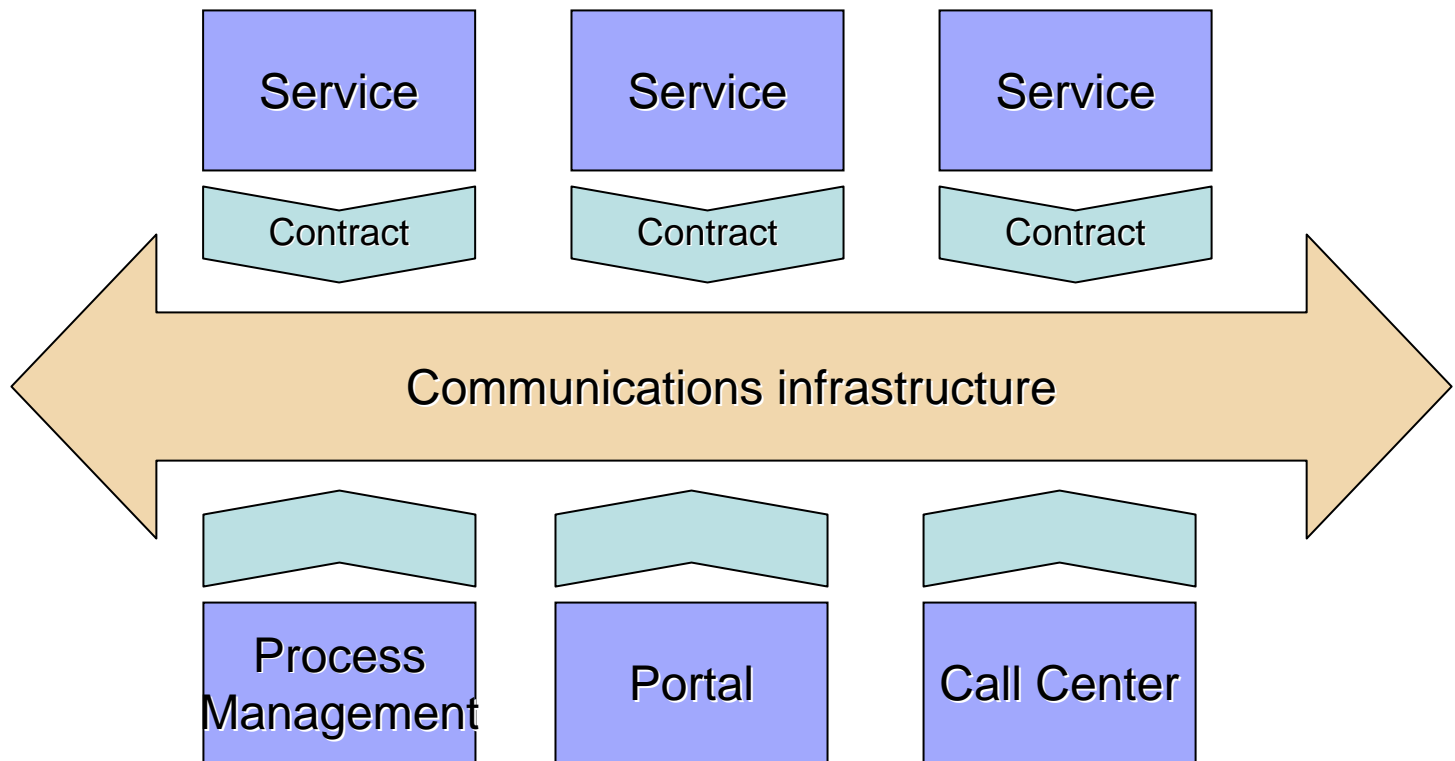 Service
Service
Service
Contract
Contract
Contract
Communications infrastructure
Process
Management
Portal
Call Center